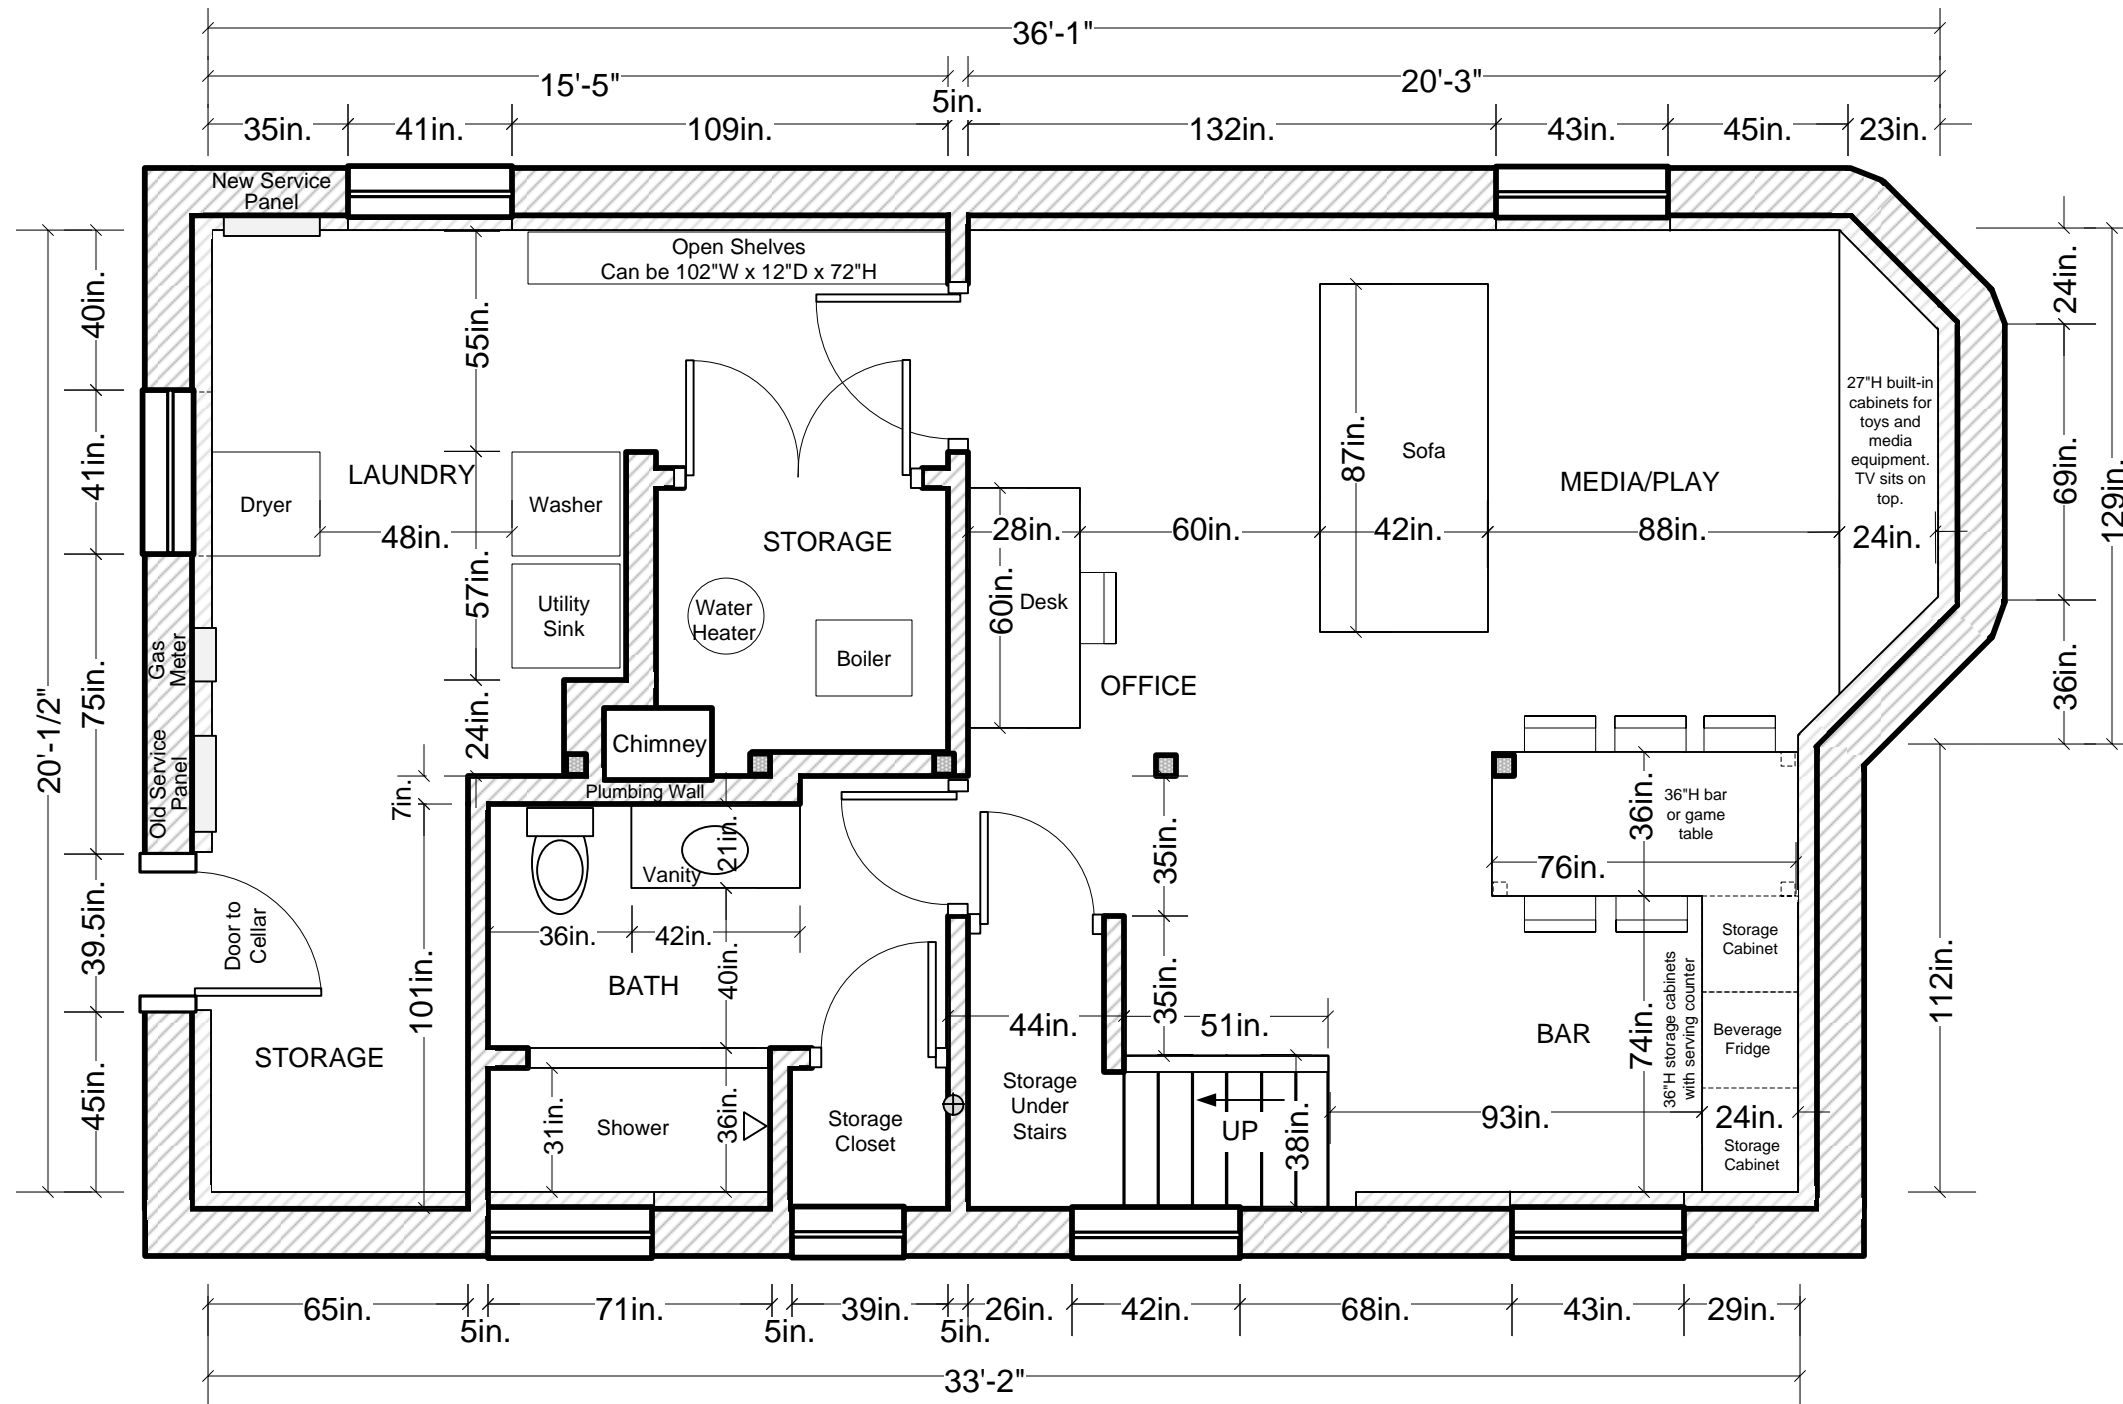 36'-1"
15'-5"
5in.
20'-3"
35in.
41in.
109in.
132in.
43in.
45in.
23in.
New Service
Panel
Open Shelves
Can be 102"W x 12"D x 72"H
20'-1/2"
40in.
41in.
75in.
39.5in.
45in.
55in.
57in.
24in.
7in.
101in.
Dryer
LAUNDRY
48in.
Washer
Utility
Sink
Gas
Meter
Old Service
Panel
Door to
Cellar
STORAGE
STORAGE
Water
Heater
Boiler
Chimney
Plumbing Wall
Vanity
21in.
36in.
42in.
40in.
BATH
31in.
Shower
36in.
Storage
Closet
28in.
60in.
Desk
60in.
OFFICE
87in.
Sofa
42in.
MEDIA/PLAY
88in.
24in.
27"H built-in
cabinets for
toys and
media
equipment.
TV sits on
top.
24in.
69in.
36in.
129in.
112in.
36in.
36"H bar
or game
table
76in.
35in.
35in.
44in.
51in.
Storage
Under
Stairs
UP
38in.
BAR
74in.
36"H storage cabinets
with serving counter
Storage
Cabinet
Beverage
Fridge
93in.
24in.
Storage
Cabinet
65in.
5in.
71in.
5in.
39in.
5in.
26in.
42in.
68in.
43in.
29in.
33'-2"